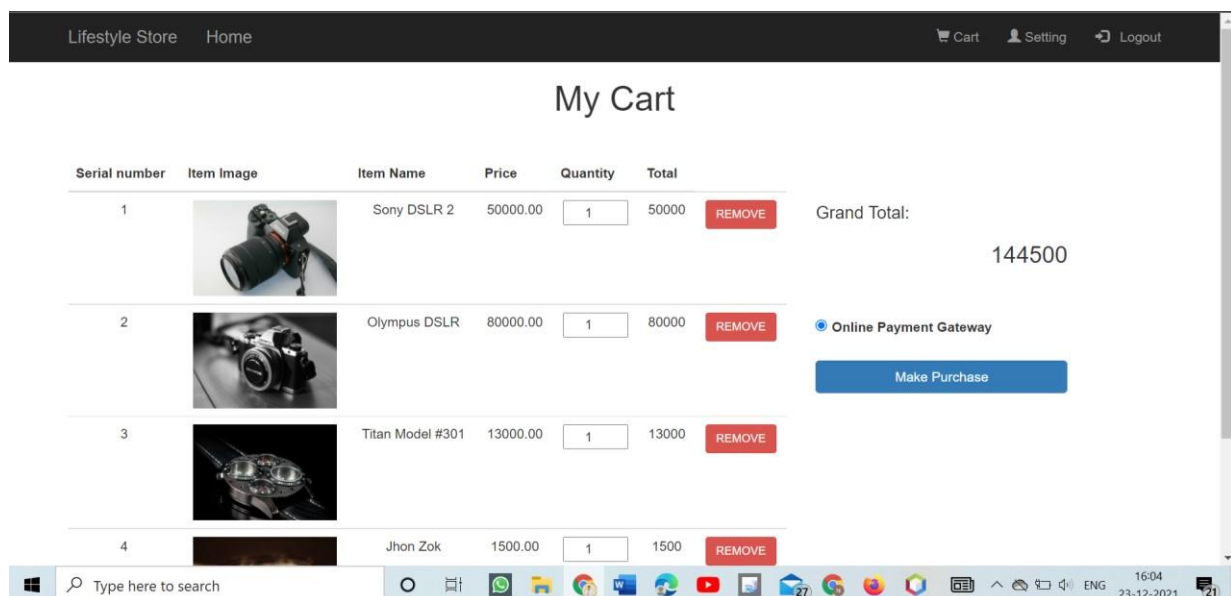 Lifestyle Store Home Cart Setting Logout
My Cart
Serial number Item Image Item Name Price Quantity Total
1 Sony DSLR 2 50000.00 1 50000 REMOVE
Grand Total:
144500
2 Olympus DSLR 80000.00 1 80000 REMOVE
Online Payment Gateway
Make Purchase
3 Titan Model #301 13000.00 1 13000 REMOVE
4 Jhon Zok 1500.00 1 1500 REMOVE
Type here to search 27 ENG 16:04
23-12-2021 21